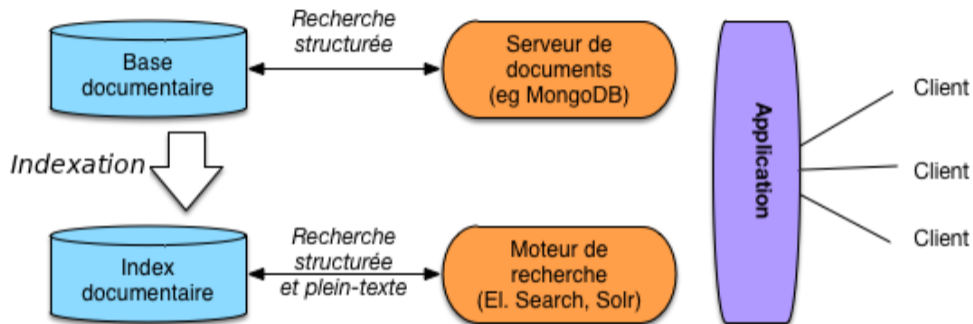 Base
documentaire
Recherche
structurée
Serveur de
documents
(eg MongoDB)
Application
Client
Client
Client
Indexation
Index
documentaire
Recherche
structurée
et plein-texte
Moteur de
recherche
(El. Search, Solr)